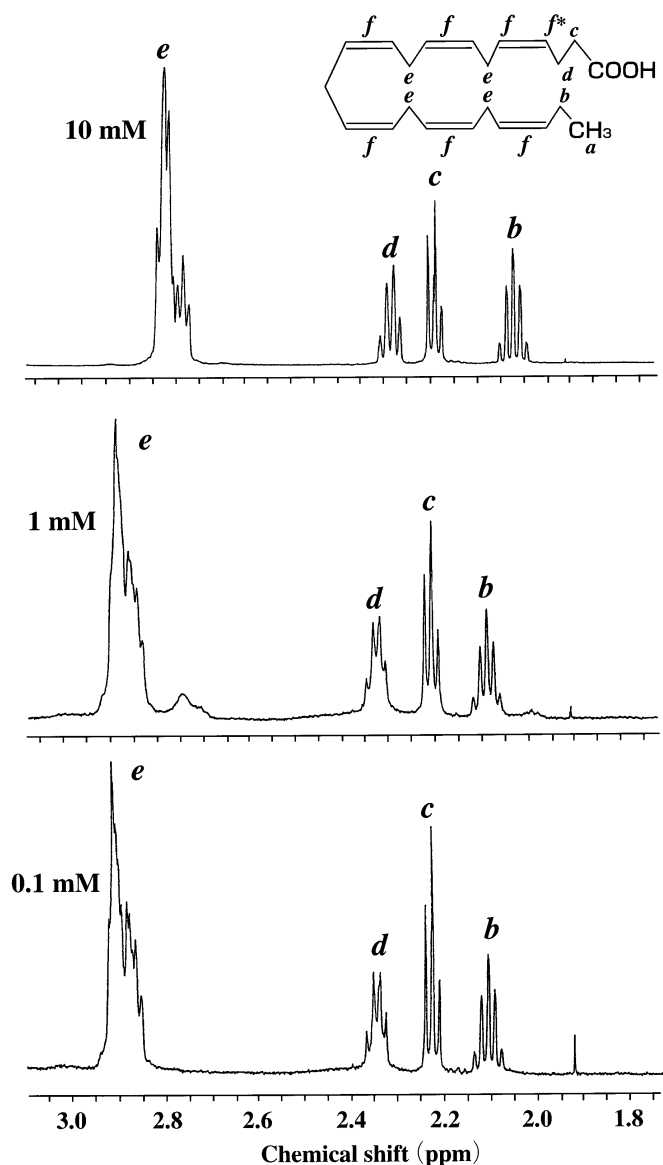 f f f f* c
e e d COOH
e e b
f f f CH3
a
10 mM
e
d
c
b
1 mM
e
d
c
b
0.1 mM
e
d
c
b
3.0 2.8 2.6 2.4 2.2 2.0 1.8
Chemical shift (ppm)